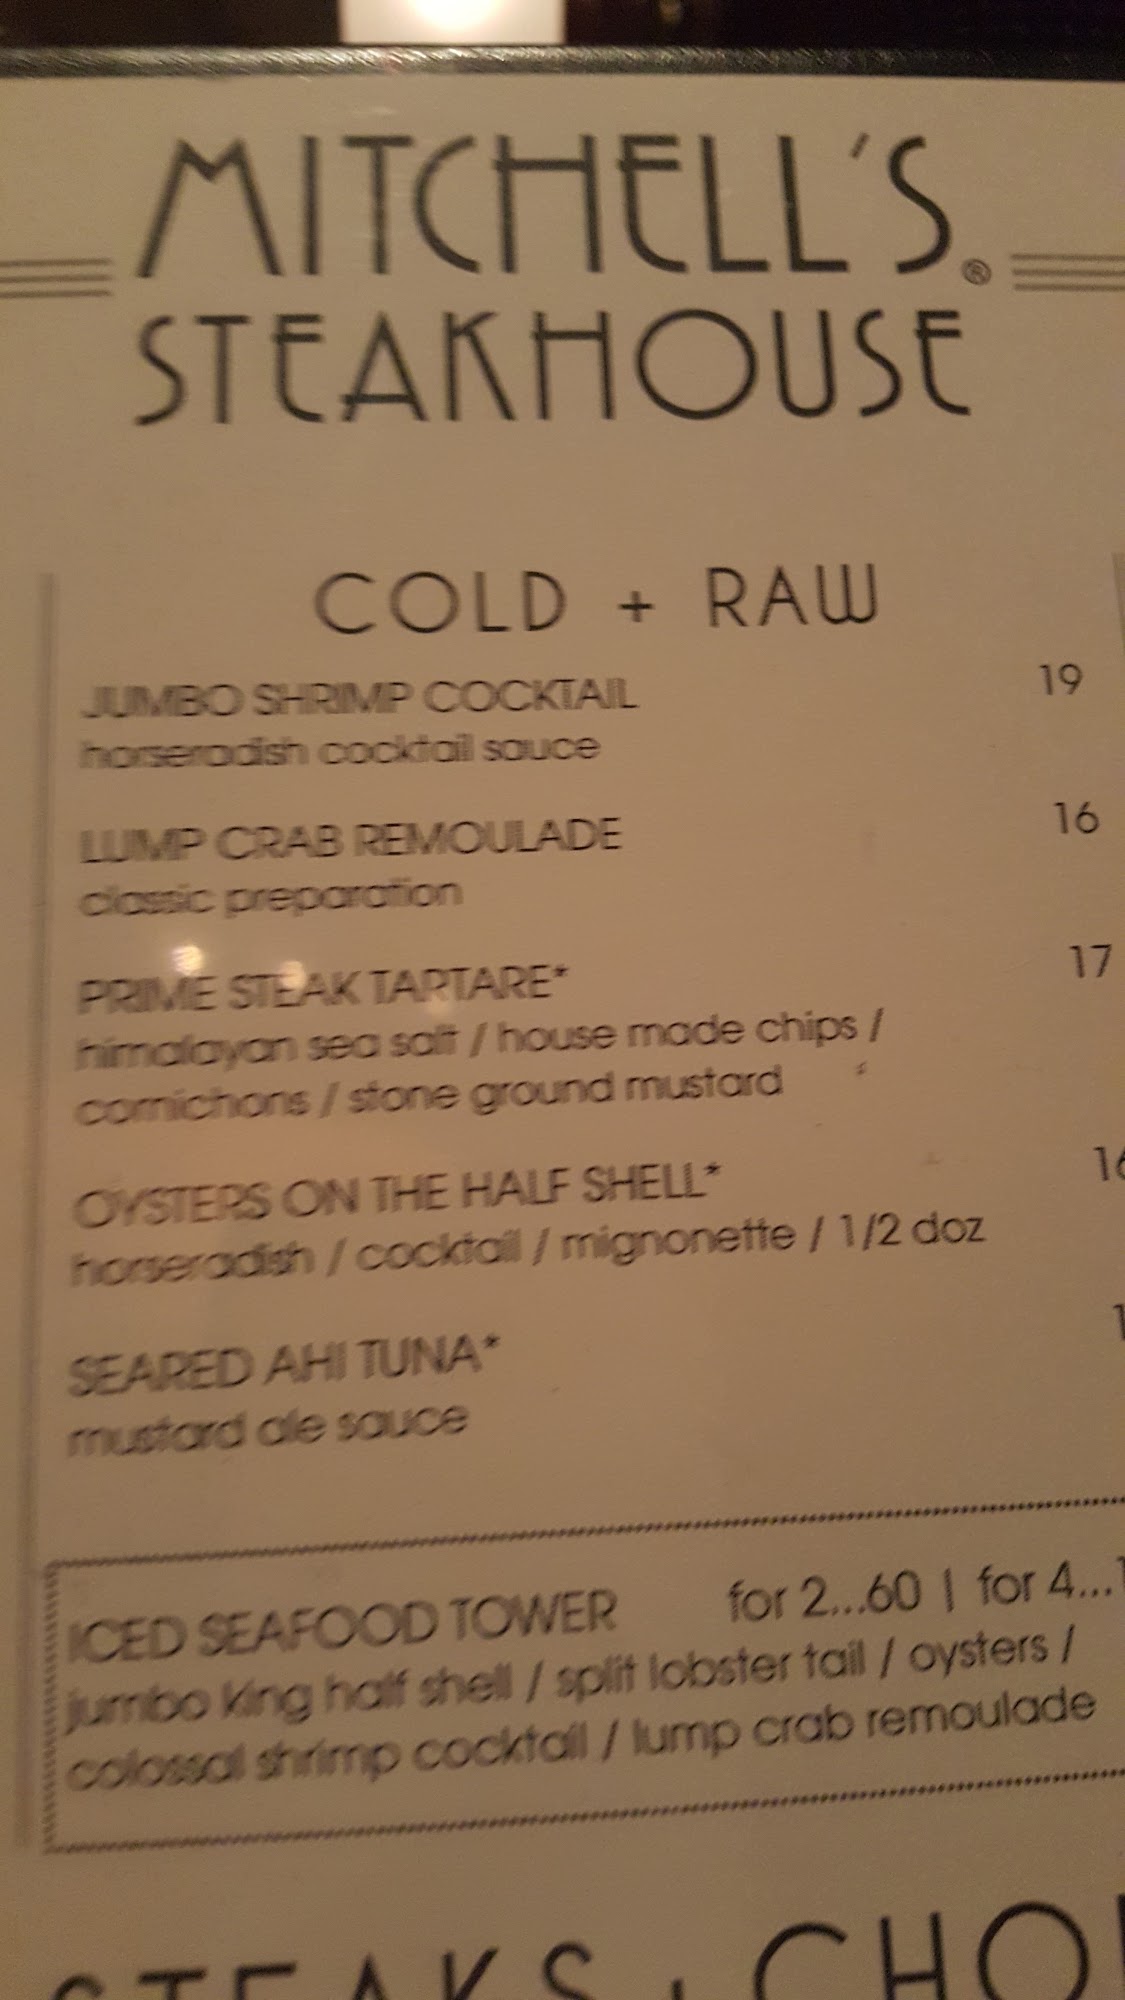 MITCHELL'S®
STEAKHOUSE
COLD + RAW
JUMBO SHRIMP COCKTAIL 19
horseradish cocktail sauce
LUMP CRAB REMOULADE 16
classic preparation
PRIME STEAK TARTARE* 17
himalayan sea salt / house made chips /
cornichons / stone ground mustard
OYSTERS ON THE HALF SHELL* 16
horseradish / cocktail / mignonette / 1/2 doz
SEARED AHI TUNA*
mustard ale sauce
ICED SEAFOOD TOWER for 2...60 | for 4...
jumbo king half shell / split lobster tail / oysters /
colossal shrimp cocktail / lump crab remoulade
STEAKS + CHO